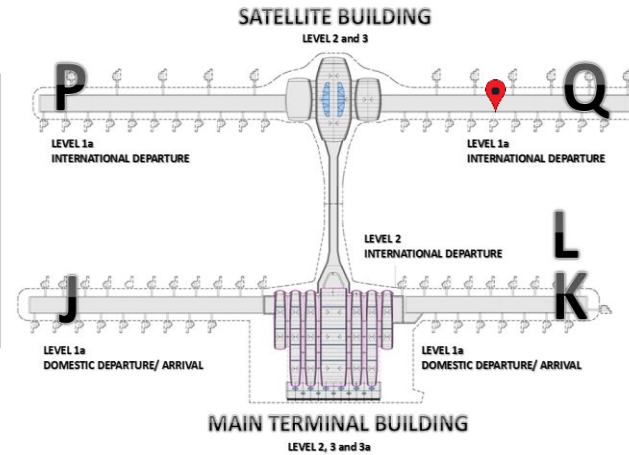 SATELLITE BUILDING
LEVEL 2 and 3
P
Q
LEVEL 1a
INTERNATIONAL DEPARTURE
LEVEL 1a
INTERNATIONAL DEPARTURE
LEVEL 2
INTERNATIONAL DEPARTURE
L
J
K
LEVEL 1a
DOMESTIC DEPARTURE/ ARRIVAL
LEVEL 1a
DOMESTIC DEPARTURE/ ARRIVAL
MAIN TERMINAL BUILDING
LEVEL 2, 3 and 3a